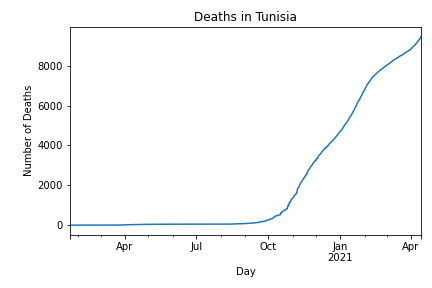 Deaths in Tunisia
Number of Deaths
8000
6000
4000
2000
0
Apr Jul Oct Jan Apr
2021
Day